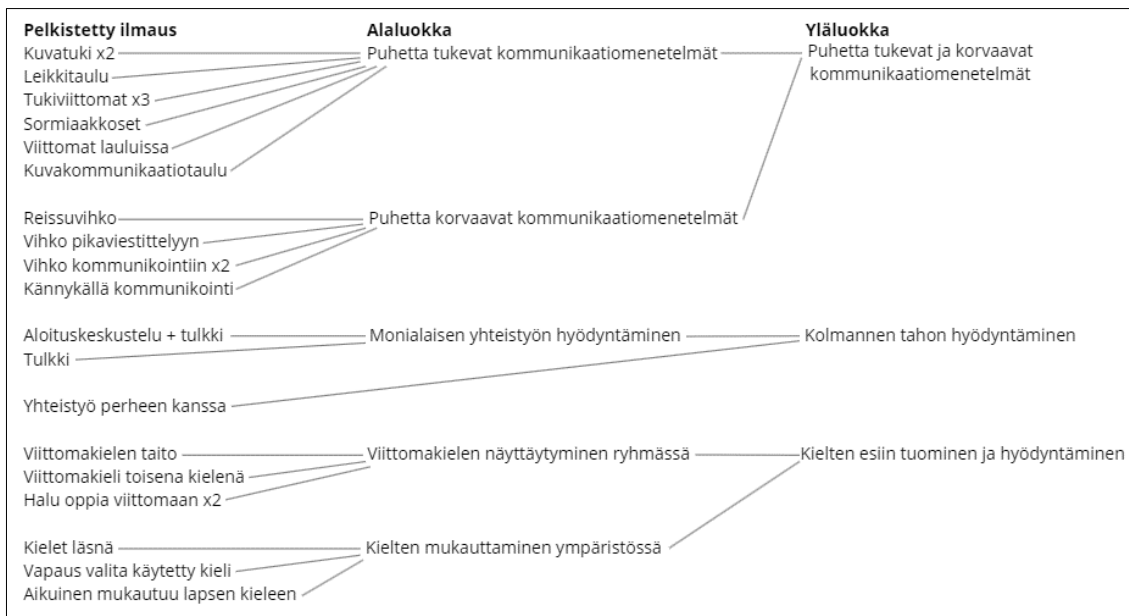 Pelkistetty ilmaus Alaluokka Yläluokka
Kuvatuki x2 Puhetta tukevat kommunikaatiomenetelmät Puhetta tukevat ja korvaavat
Leikkitaulu kommunikaatiomenetelmät
Tukiviittomat x3
Sormiaakkoset
Viittomat lauluissa
Kuvakommunikaatiotaulu
Reissuvihko Puhetta korvaavat kommunikaatiomenetelmät
Vihko pikaviestittelyyn
Vihko kommunikointiin x2
Kännykällä kommunikointi
Aloituskeskustelu + tulkki Monialaisen yhteistyön hyödyntäminen Kolmannen tahon hyödyntäminen
Tulkki
Yhteistyö perheen kanssa
Viittomakielen taito Viittomakielen näyttäytyminen ryhmässä Kielten esiin tuominen ja hyödyntäminen
Viittomakieli toisena kielenä
Halu oppia viittomaan x2
Kielet läsnä Kielten mukauttaminen ympäristössä
Vapaus valita käytetty kieli
Aikuinen mukautuu lapsen kieleen